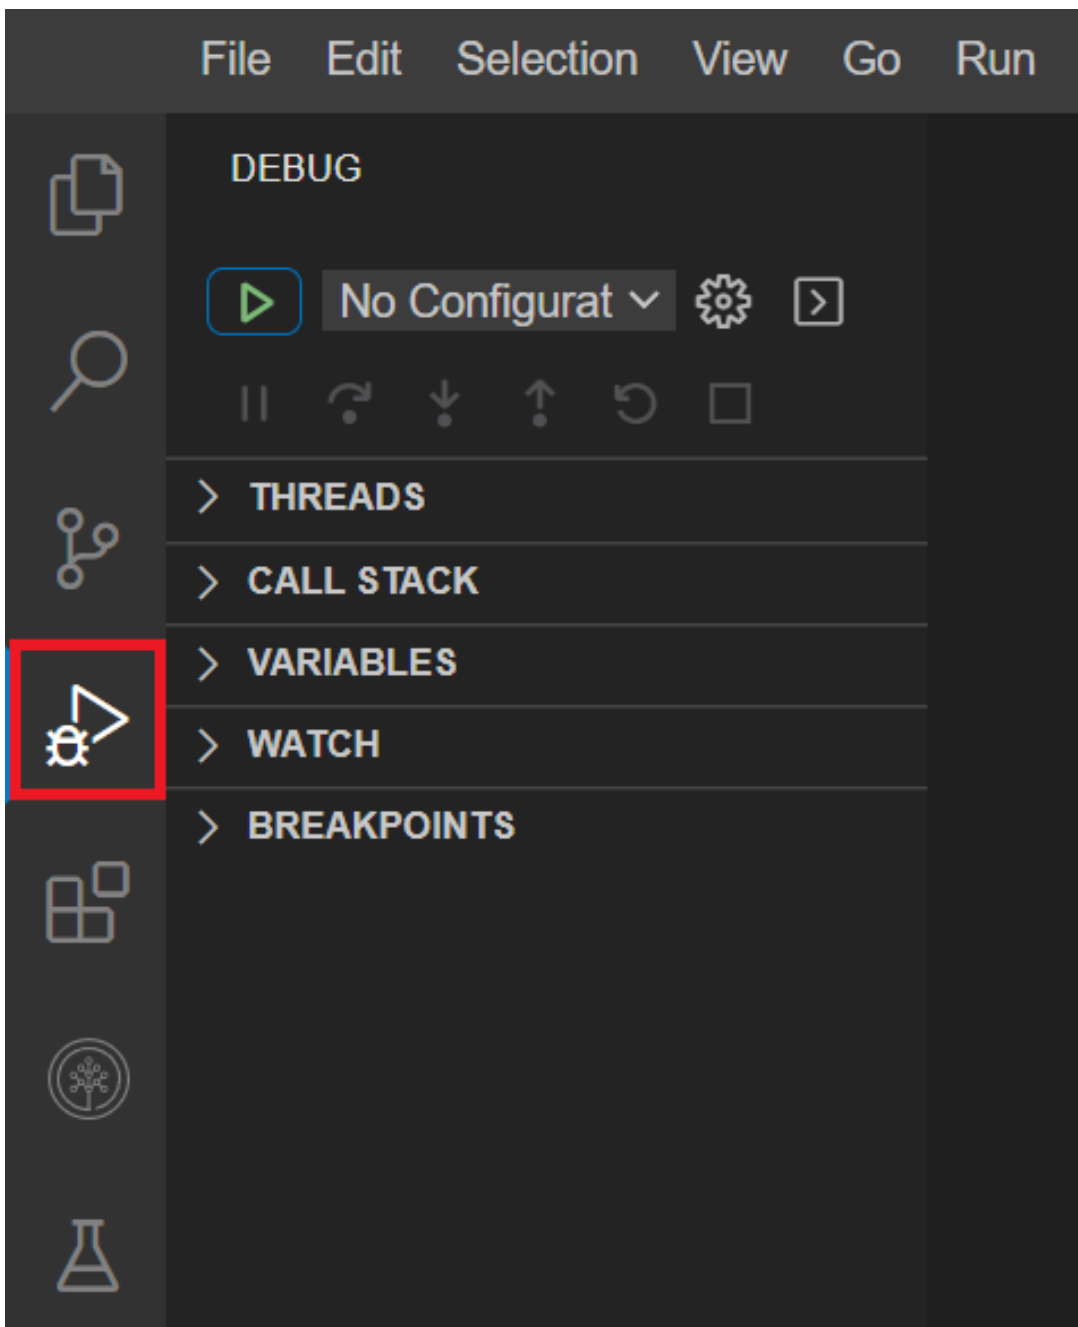 File Edit Selection View Go Run
DEBUG
No Configurat
THREADS
CALL STACK
VARIABLES
WATCH
BREAKPOINTS